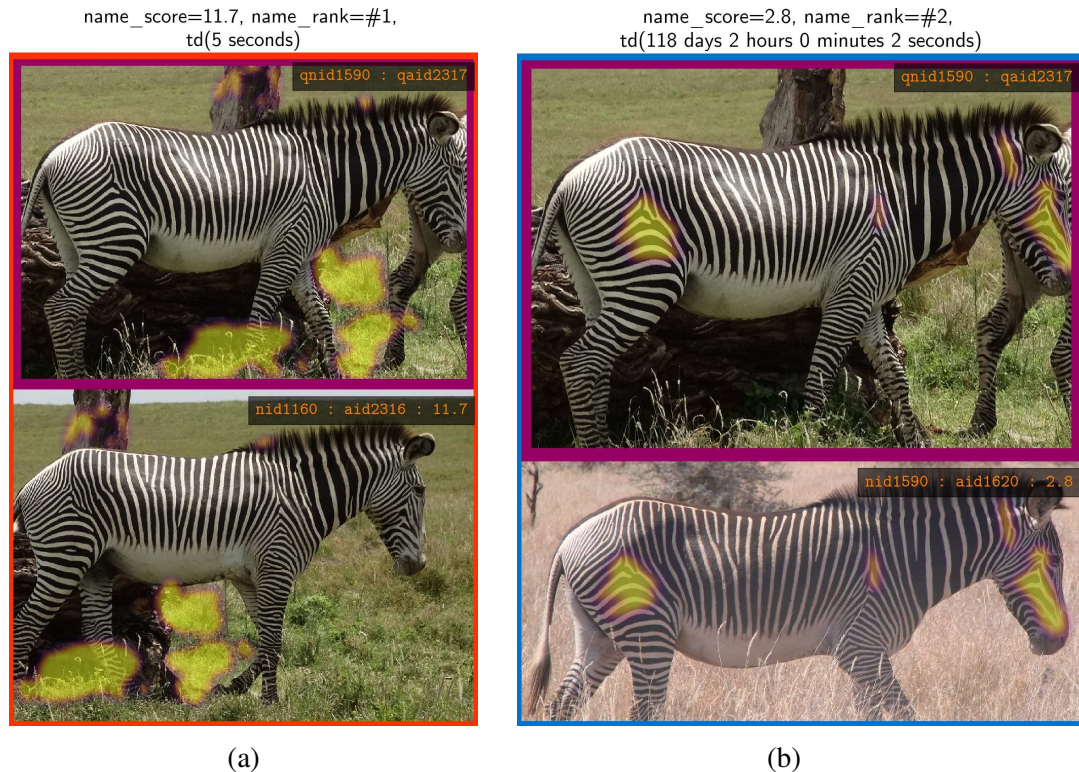 name_score=11.7, name_rank=#1,
td(5 seconds)
qnid1590 : qaid2317
nid1160 : aid2316 : 11.7
(a)
name_score=2.8, name_rank=#2,
td(118 days 2 hours 0 minutes 2 seconds)
qnid1590 : qaid2317
nid1590 : aid1620 : 2.8
(b)